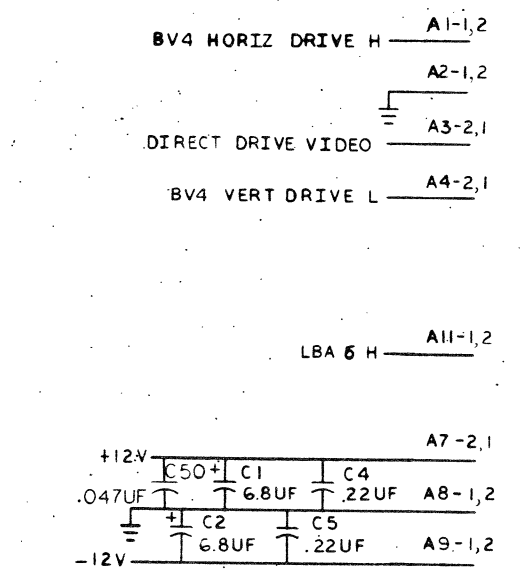 A1-1,2
BV4 HORIZ DRIVE H
A2-1,2
A3-2,1
DIRECT DRIVE VIDEO
A4-2,1
BV4 VERT DRIVE L
A11-1,2
LBA 6 H
A7-2,1
+12V
C50 + C1 C4
.047UF 6.8UF .22UF A8-1,2
+ C2 C5
6.8UF .22UF A9-1,2
-12V